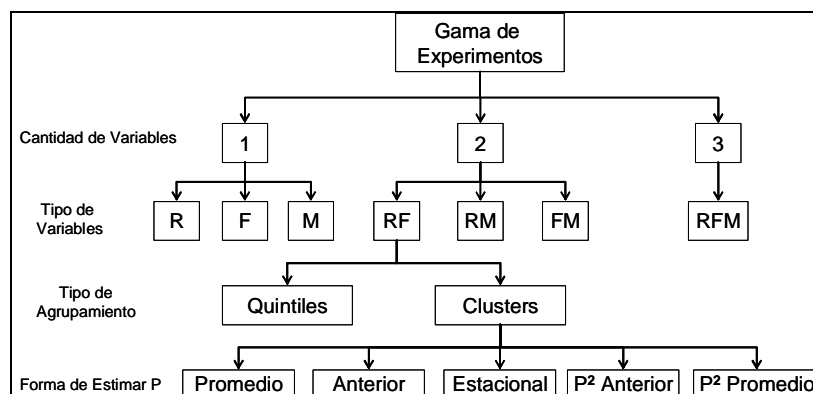 Gama de
Experimentos
Cantidad de Variables
1
2
3
Tipo de
Variables
R
F
M
RF
RM
FM
RFM
Tipo de
Agrupamiento
Quintiles
Clusters
Forma de Estimar P
Promedio
Anterior
Estacional
P² Anterior
P² Promedio